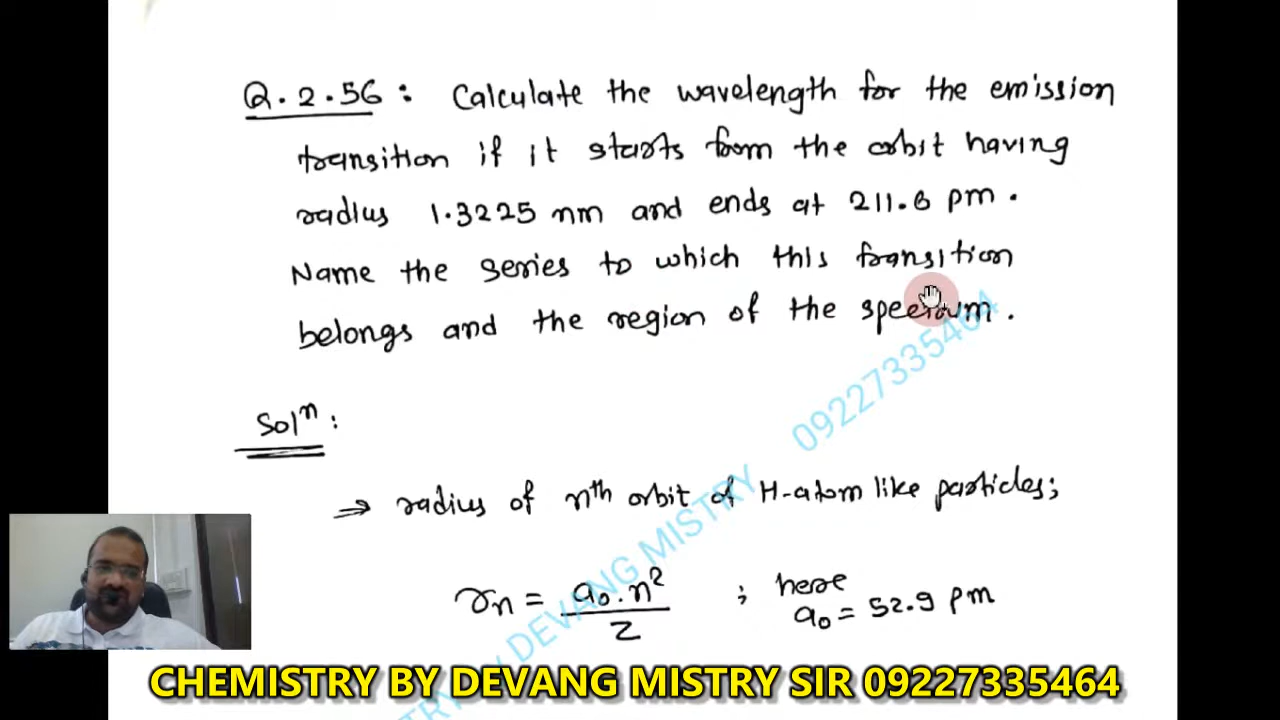 Q.2.56: Calculate the wavelength for the emission
transition if it starts from the orbit having
radius 1.3225 nm and ends at 211.6 pm.
Name the series to which this transition
belongs and the region of the
Solⁿ:
⇒ radius of nth orbit of H-atom like particles;
rn = a₀.n² / Z ; here
a₀ = 52.9 pm
09227335464
DEVANG MISTRY
CHEMISTRY BY DEVANG MISTRY SIR 09227335464